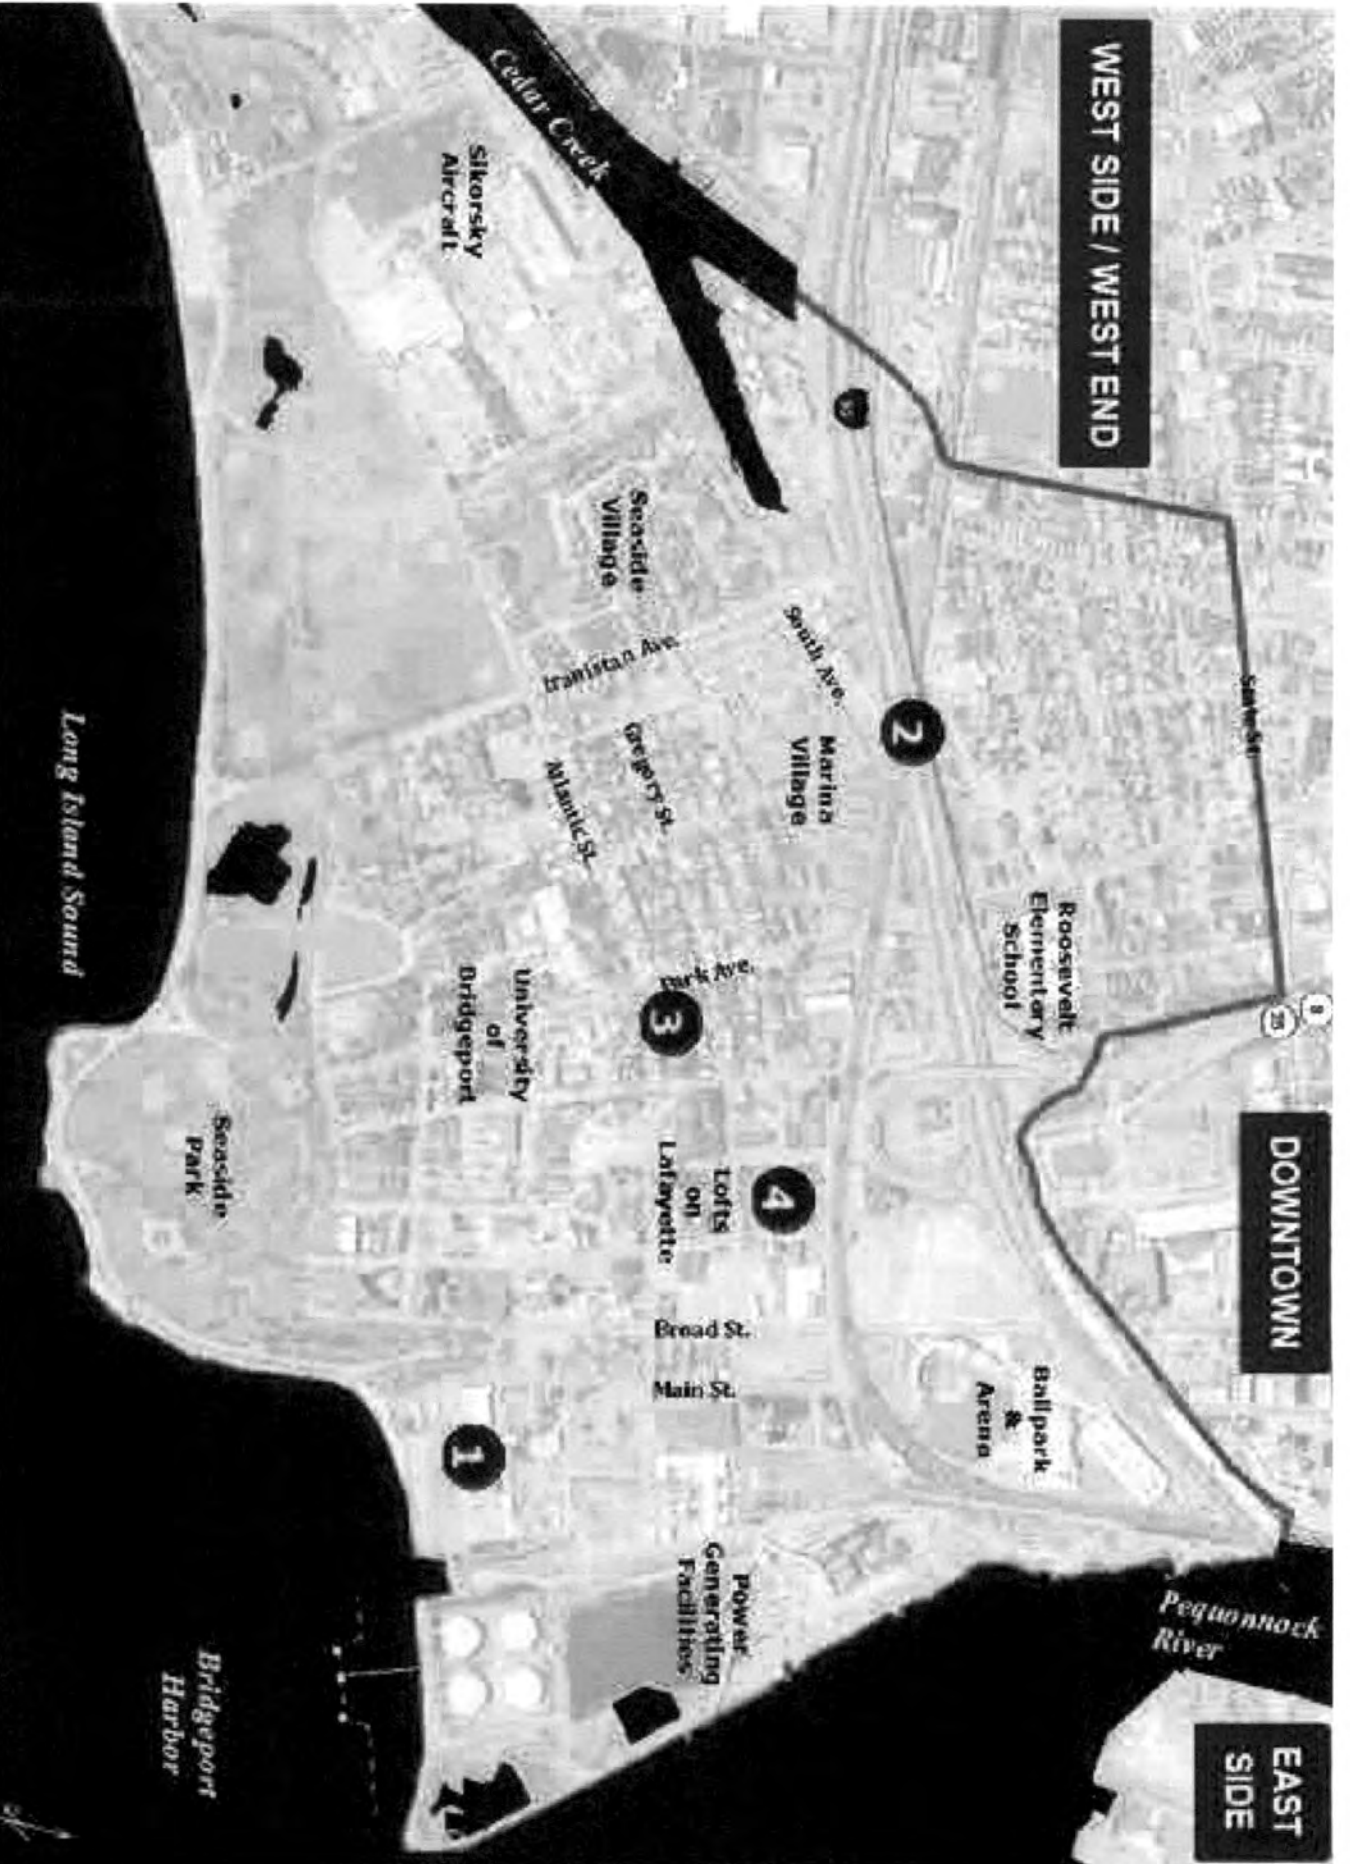 WEST SIDE / WEST END
DOWNTOWN
EAST
SIDE
Cedar Creek
Sikorsky
Aircraft
Seaside
Village
Iranistan Ave.
South Ave.
Marina
Village
Gregory St.
Atlantic St.
2
State St.
Roosevelt
Elementory
School
8
25
Park Ave.
3
University
of
Bridgeport
4
Lofts
on
Lafayette
Broad St.
Main St.
Ballpark
&
Arena
1
Power
Generating
Facilities
Seaside
Park
Pequonnock
River
Long Island Sound
Bridgeport
Harbor